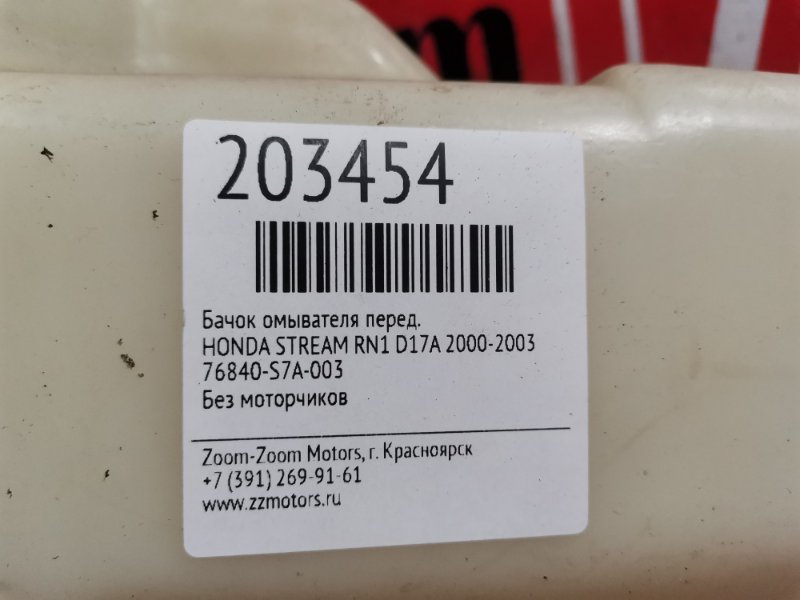 m
203454
Бачок омывателя перед.
HONDA STREAM RN1 D17A 2000-2003
76840-S7A-003
Без моторчиков
Zoom-Zoom Motors, г. Красноярск
+7 (391) 269-91-61
www.zzmotors.ru